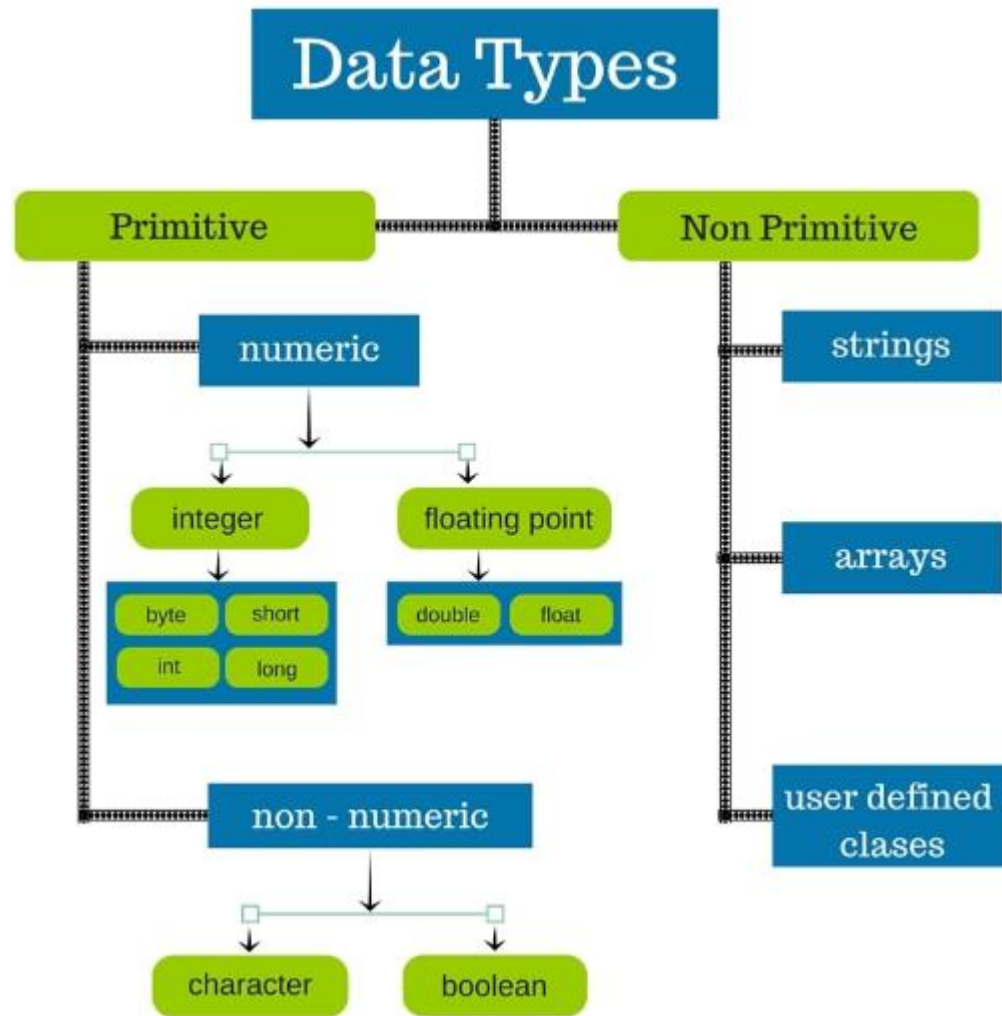 Data Types
Primitive
Non Primitive
numeric
strings
integer
floating point
arrays
byte
short
double
float
int
long
non - numeric
user defined
clases
character
boolean